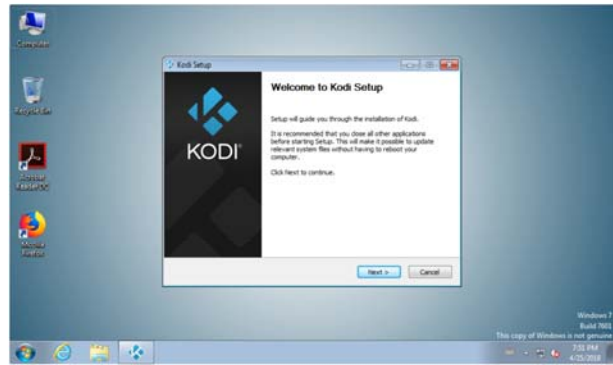 Computer
Recycle Bin
Acrobat
Reader DC
Mozilla
Firefox
Kodi Setup
KODI
Welcome to Kodi Setup
Setup will guide you through the installation of Kodi.
It is recommended that you close all other applications
before starting Setup. This will make it possible to update
relevant system files without having to reboot your
computer.
Click Next to continue.
Next >
Cancel
Windows 7
Build 7601
This copy of Windows is not genuine
7:31 PM
4/25/2018